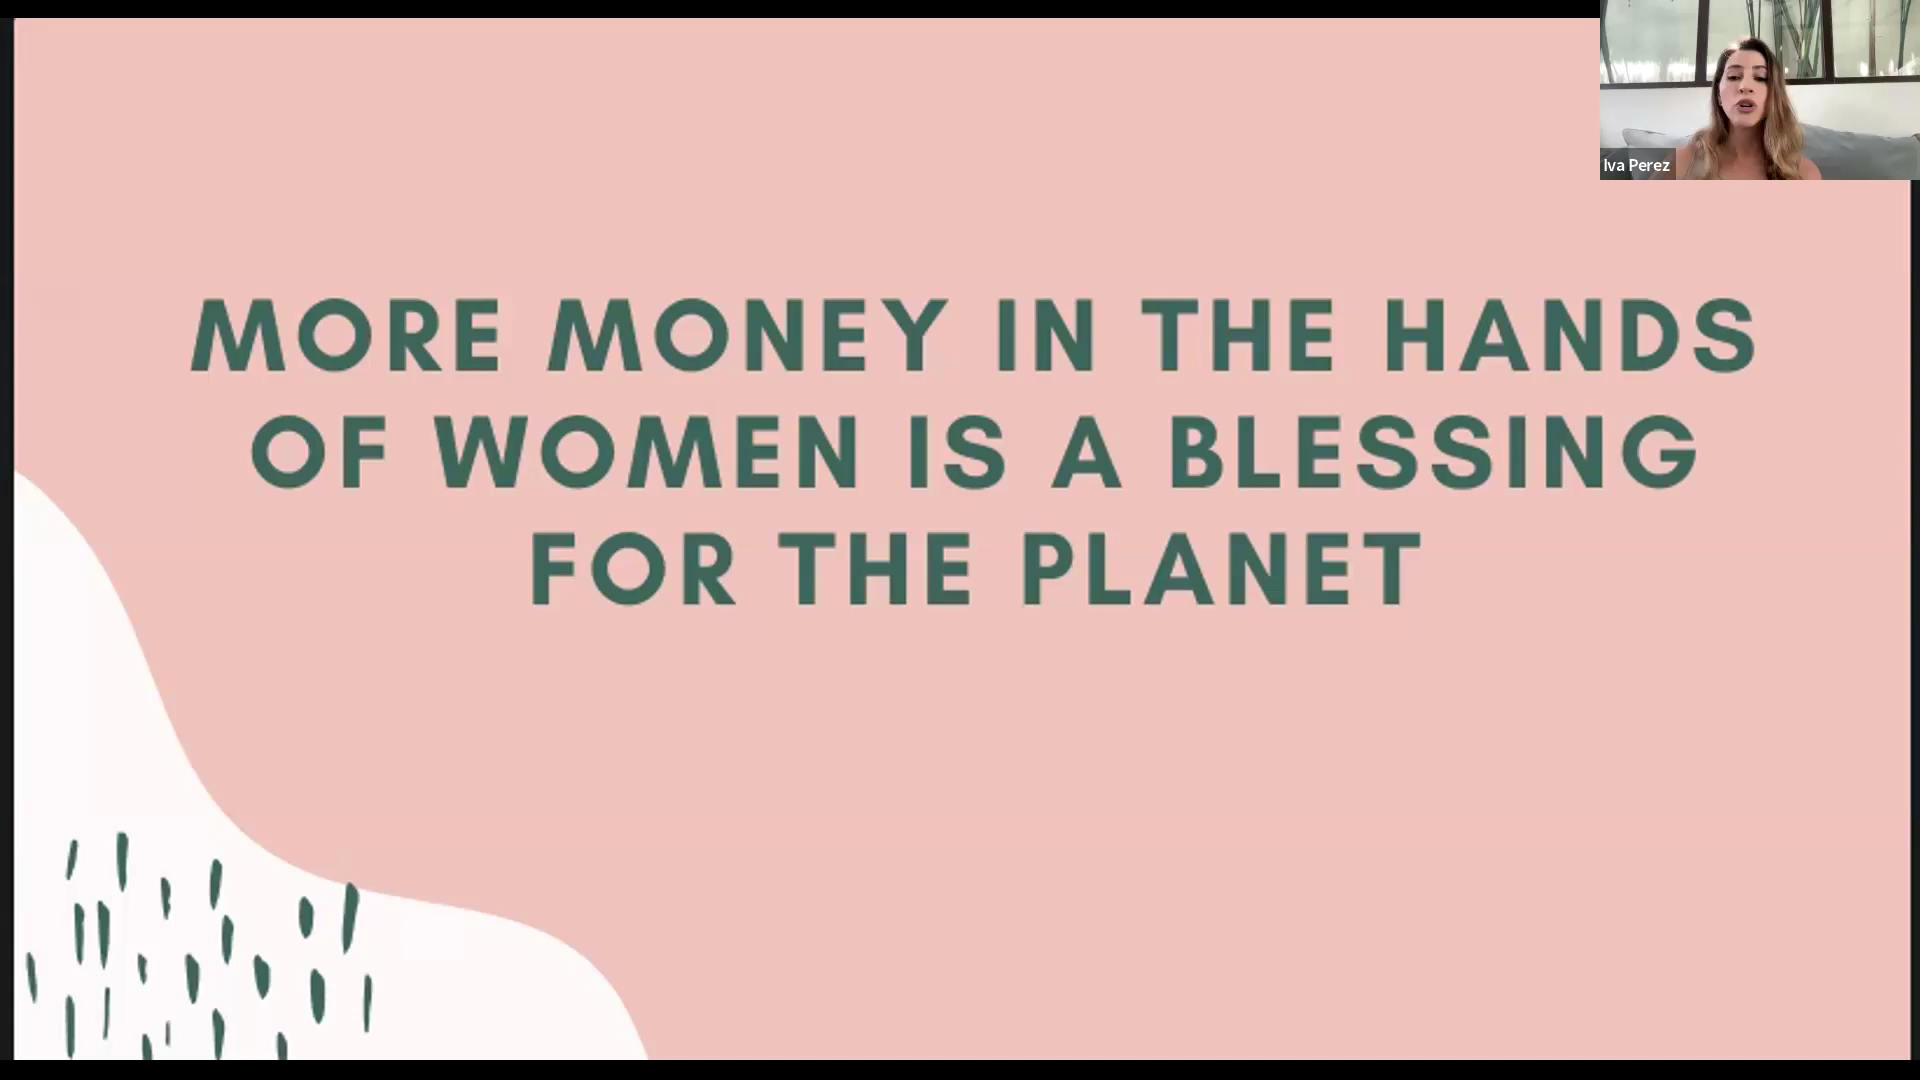 Iva Perez
MORE MONEY IN THE HANDS
OF WOMEN IS A BLESSING
FOR THE PLANET